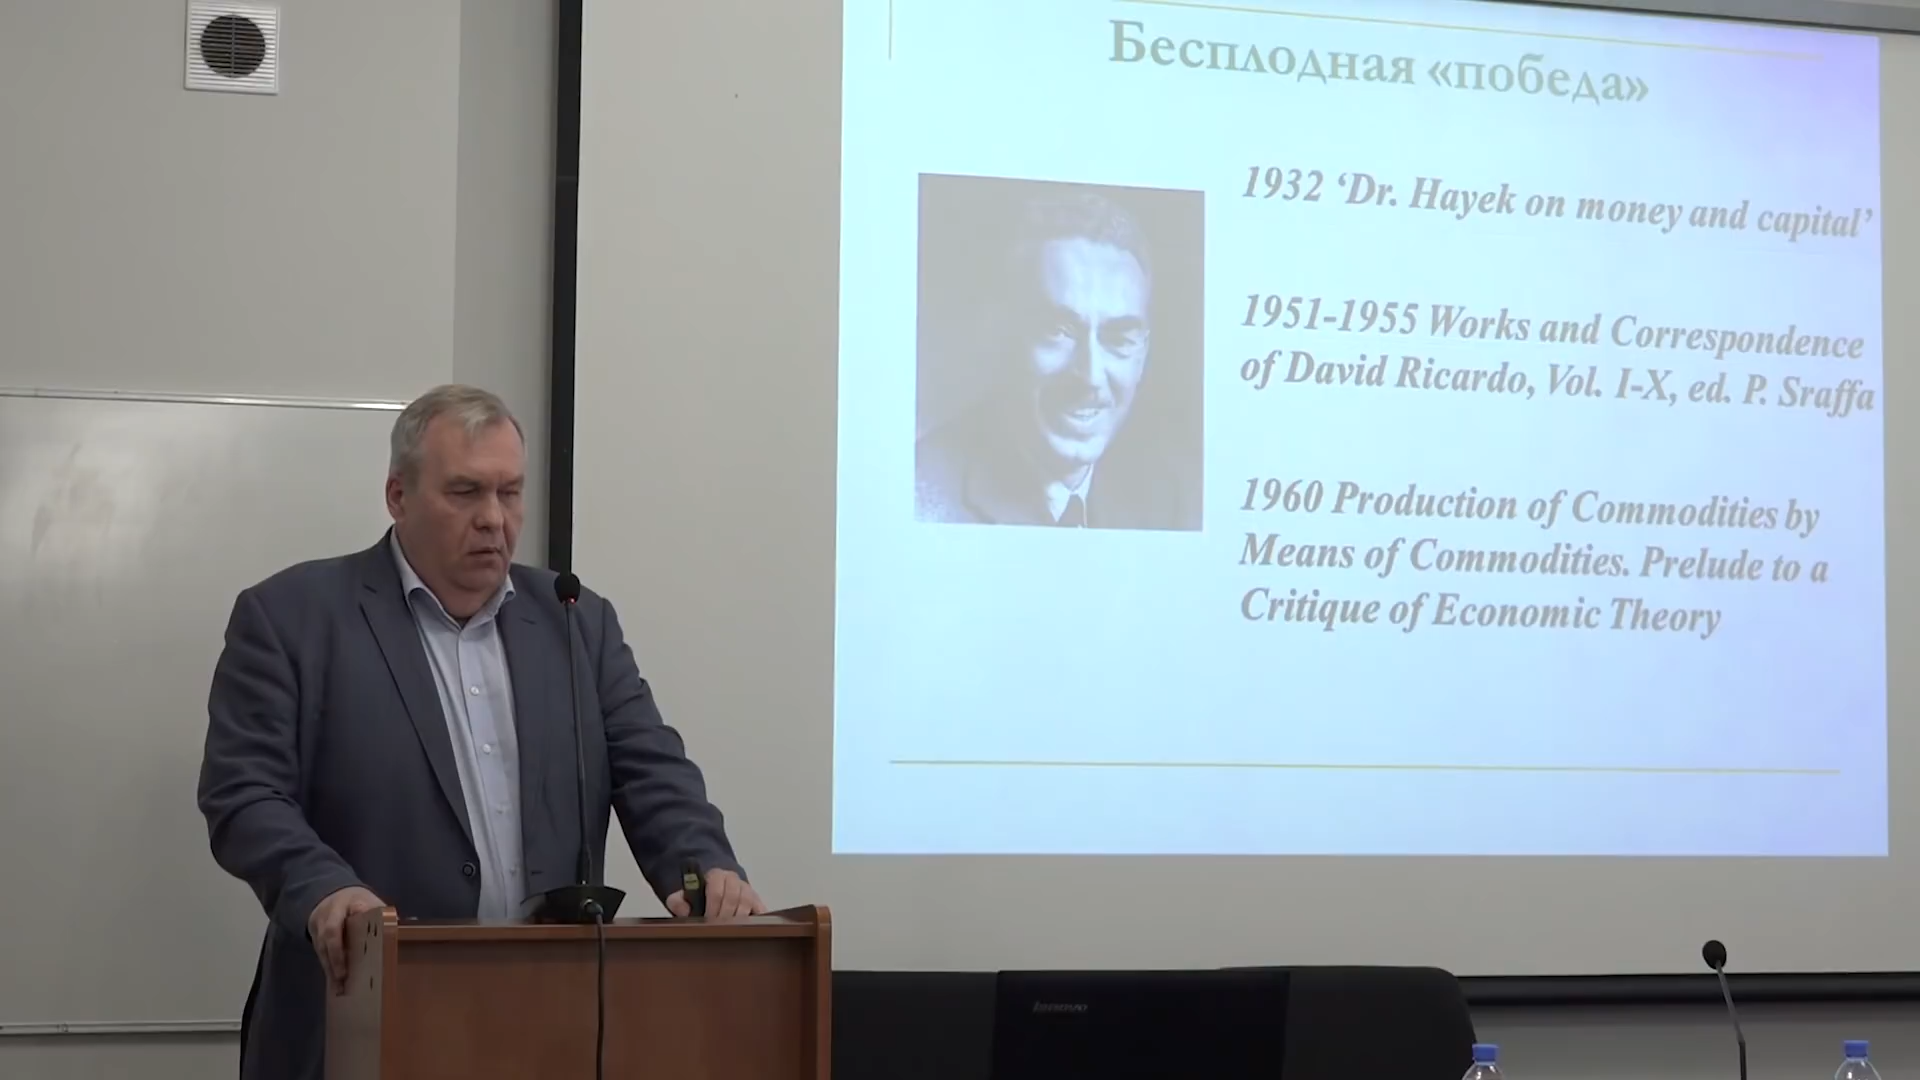 Бесплодная «победа»
1932 ‘Dr. Hayek on money and capital’
1951-1955 Works and Correspondence
of David Ricardo, Vol. I-X, ed. P. Sraffa
1960 Production of Commodities by
Means of Commodities. Prelude to a
Critique of Economic Theory
lenovo